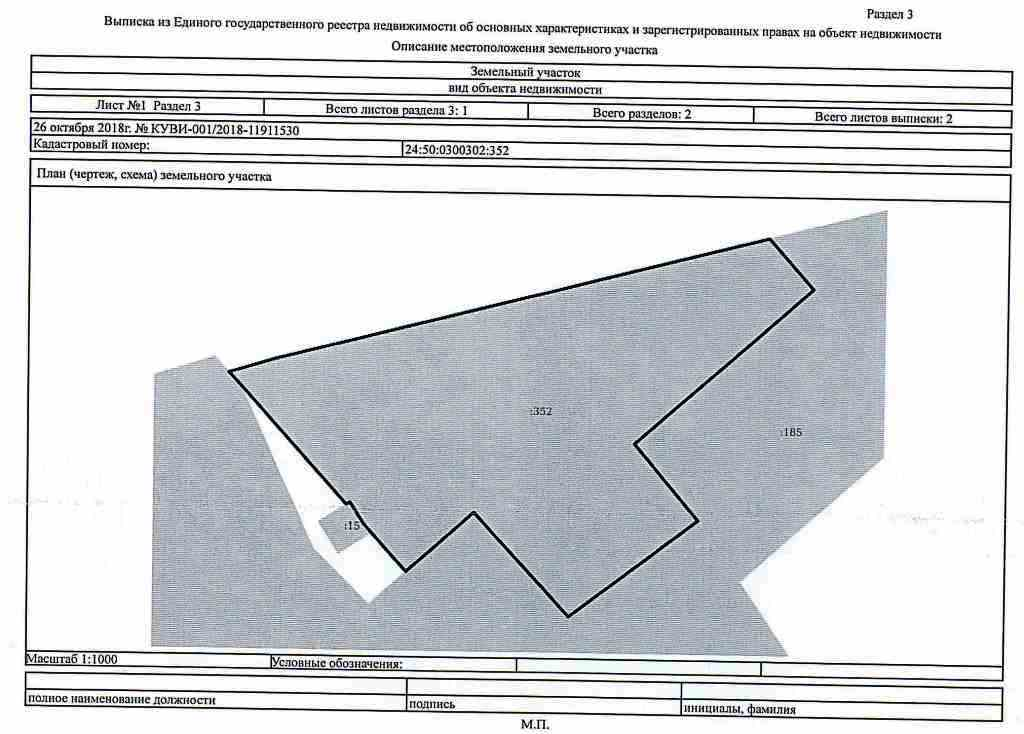 Раздел 3
Выписка из Единого государственного реестра недвижимости об основных характеристиках и зарегистрированных правах на объект недвижимости
Описание местоположения земельного участка
Земельный участок
вид объекта недвижимости
Лист №1 Раздел 3 Всего листов раздела 3: 1 Всего разделов: 2 Всего листов выписки: 2
26 октября 2018г. № КУВИ-001/2018-11911530
Кадастровый номер: 24:50:0300302:352
План (чертеж, схема) земельного участка
:352
:185
:15
Масштаб 1:1000 Условные обозначения:
полное наименование должности подпись инициалы, фамилия
М.П.